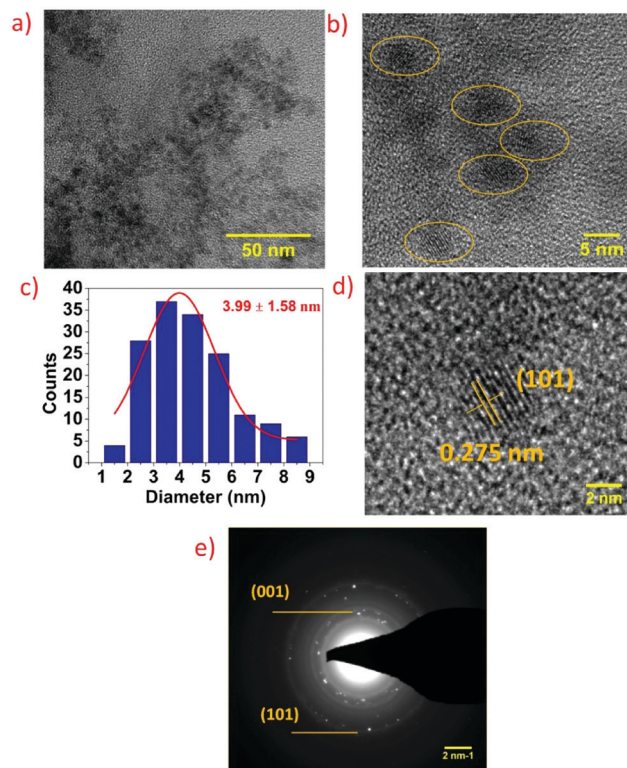 a)
50 nm
b)
5 nm
c)
3.99 ± 1.58 nm
40
35
30
25
20
15
10
5
0
Counts
1 2 3 4 5 6 7 8 9
Diameter (nm)
d)
(101)
0.275 nm
2 nm
e)
(001)
(101)
2 nm-1